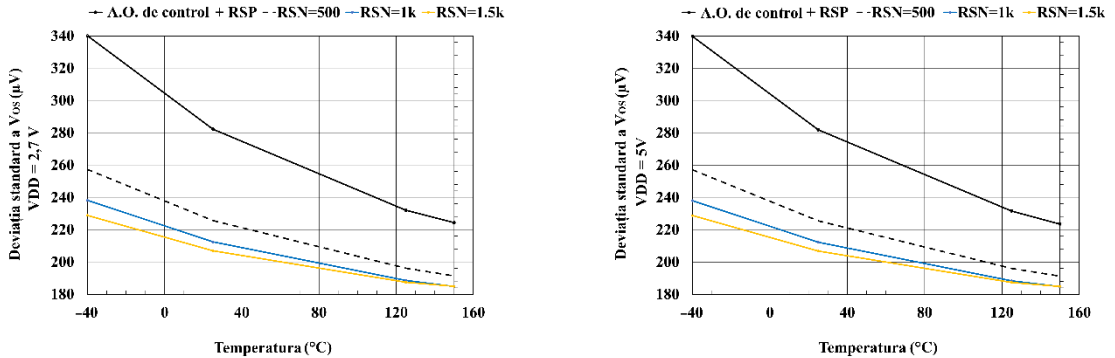 A.O. de control + RSP RSN=500 RSN=1k RSN=1.5k
Deviația standard a VOS (µV)
VDD = 2,7 V
340
320
300
280
260
240
220
200
180
−40 0 40 80 120 160
Temperatura (°C)
A.O. de control + RSP RSN=500 RSN=1k RSN=1.5k
Deviația standard a VOS (µV)
VDD = 5V
340
320
300
280
260
240
220
200
180
−40 0 40 80 120 160
Temperatura (°C)